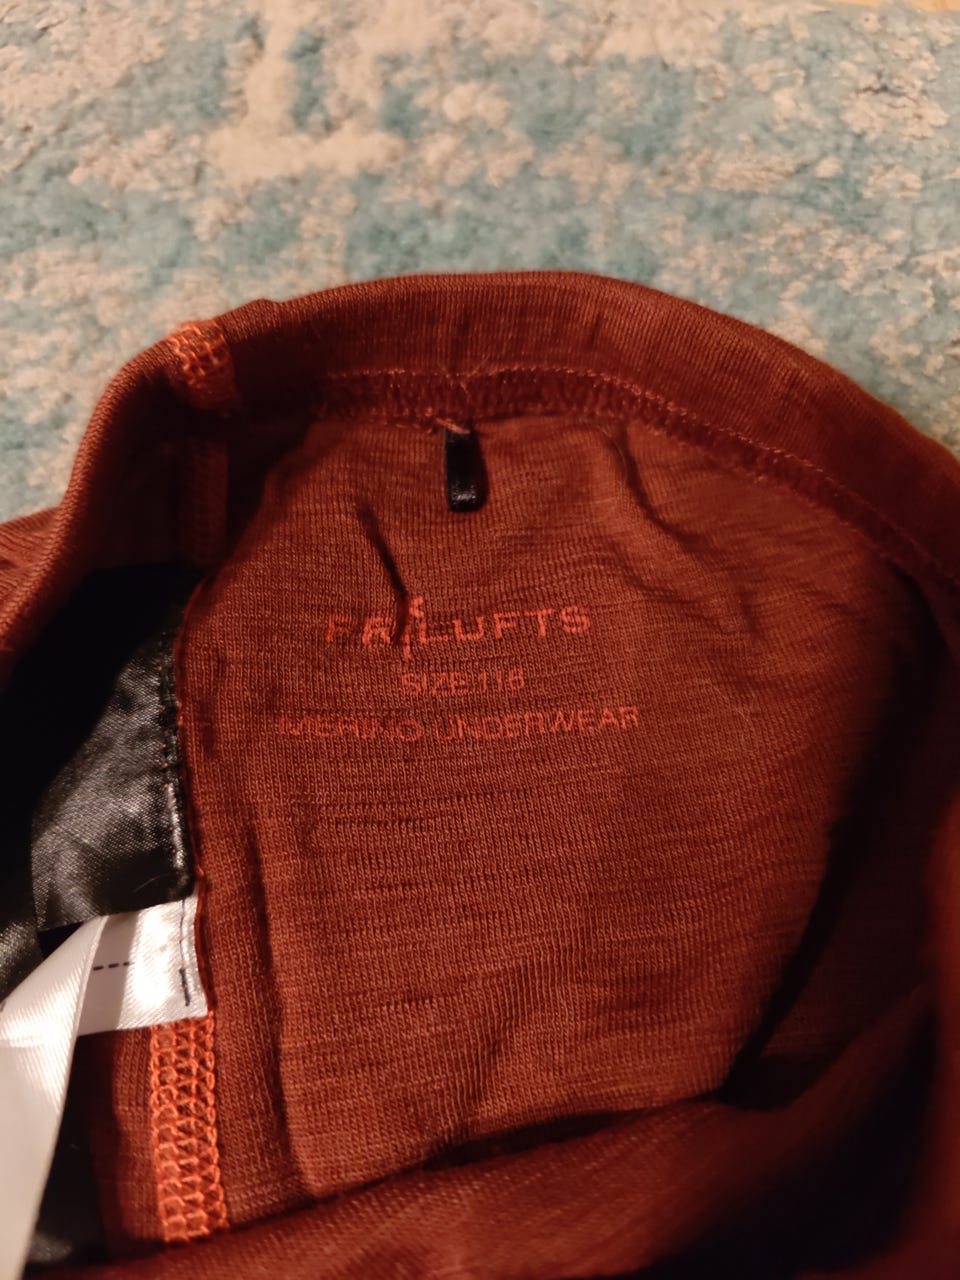 FRILUFTS
SIZE 116
MERINO UNDERWEAR